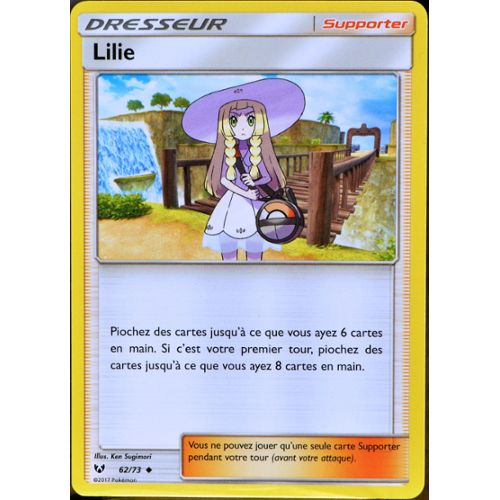 DRESSEUR Supporter
Lilie
Piochez des cartes jusqu'à ce que vous ayez 6 cartes
en main. Si c'est votre premier tour, piochez des
cartes jusqu'à ce que vous ayez 8 cartes en main.
Illus. Ken Sugimori
62/73
©2017 Pokémon
Vous ne pouvez jouer qu'une seule carte Supporter
pendant votre tour (avant votre attaque).